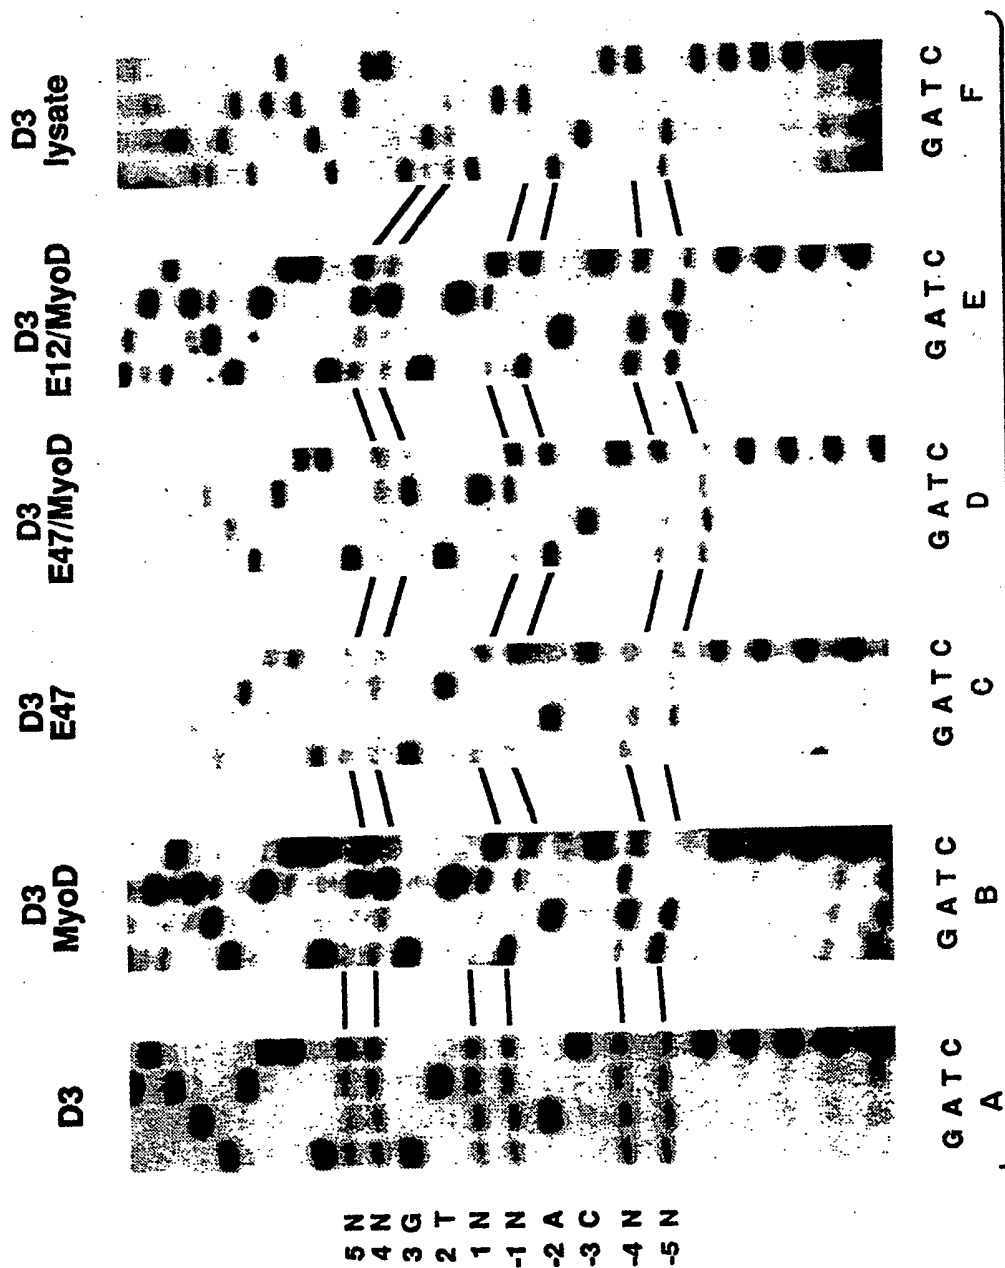 D3
D3
MyoD
D3
E47
D3
E47/MyoD
D3
E12/MyoD
D3
lysate
5 N
4 N
3 G
2 T
1 N
-1 N
-2 A
-3 C
-4 N
-5 N
G A T C
A
G A T C
B
G A T C
C
G A T C
D
G A T C
E
G A T C
F